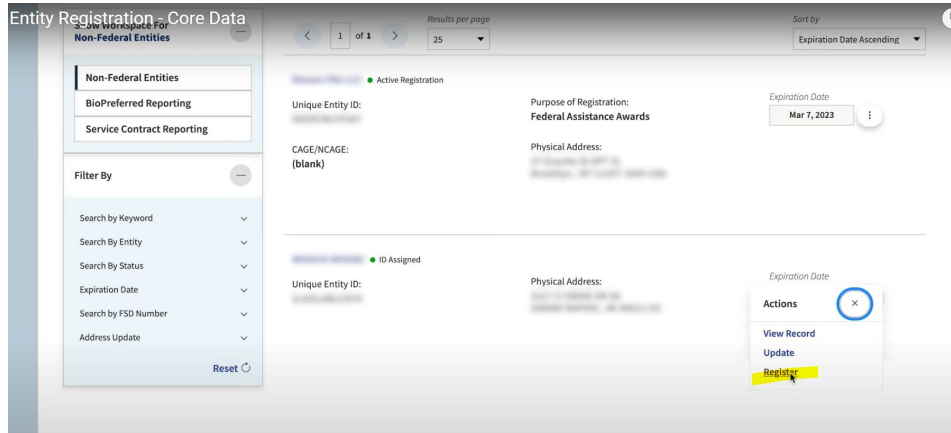 Entity Registration - Core Data
Show Workspace For
Non-Federal Entities
Non-Federal Entities
BioPreferred Reporting
Service Contract Reporting
Filter By
Search by Keyword
Search By Entity
Search By Status
Expiration Date
Search by FSD Number
Address Update
Reset
1 of 1
Results per page
25
Sort by
Expiration Date Ascending
Active Registration
Unique Entity ID:
CAGE/NCAGE:
(blank)
Purpose of Registration:
Federal Assistance Awards
Physical Address:
Expiration Date
Mar 7, 2023
ID Assigned
Unique Entity ID:
Physical Address:
Expiration Date
Actions
View Record
Update
Register